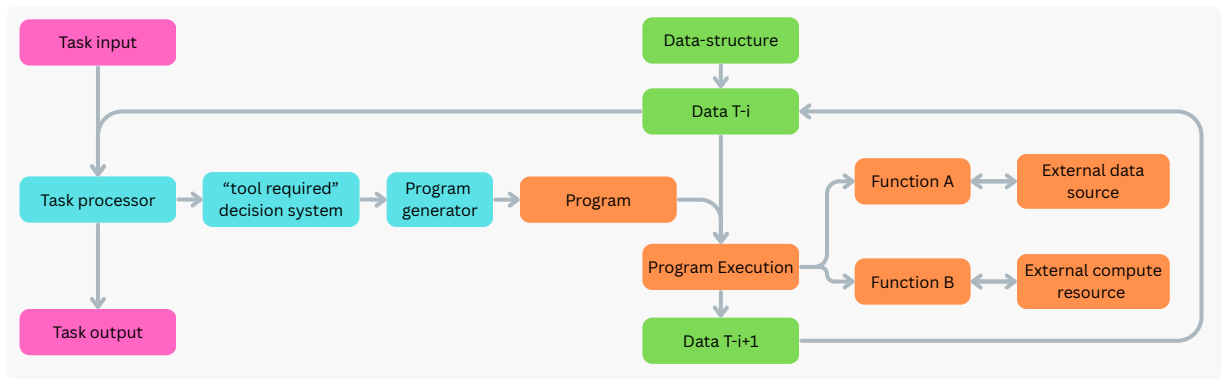 Task input
Data-structure
Data T-i
Task processor
“tool required”
decision system
Program
generator
Program
Function A
External data
source
Program Execution
Function B
External compute
resource
Task output
Data T-i+1